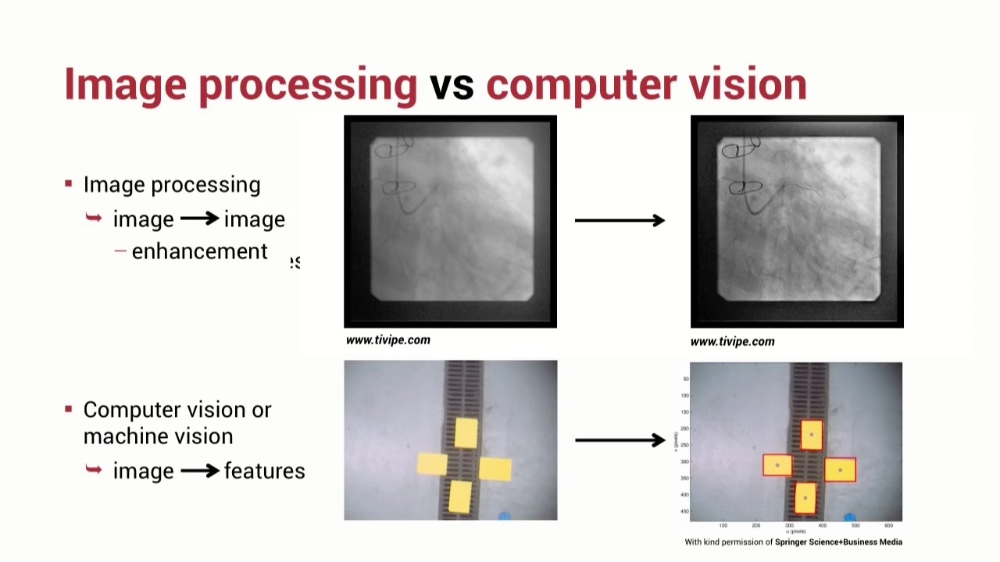 Image processing vs computer vision
▪ Image processing
image → image
– enhancement
es
www.tivipe.com
www.tivipe.com
▪ Computer vision or
machine vision
image → features
50
100
150
200
250
300
350
400
450
v (pixels)
100 200 300 400 500 600
u (pixels)
With kind permission of Springer Science+Business Media